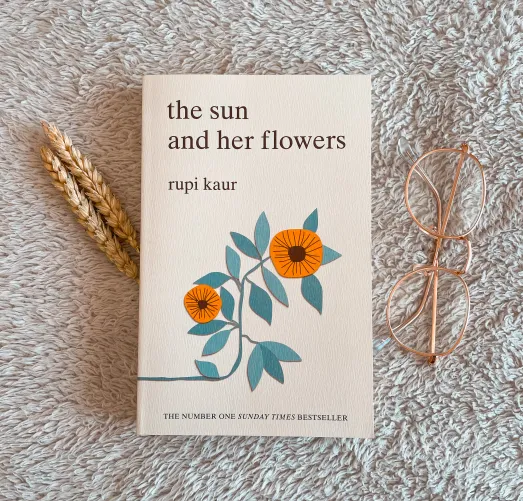 the sun
and her flowers
rupi kaur
THE NUMBER ONE SUNDAY TIMES BESTSELLER